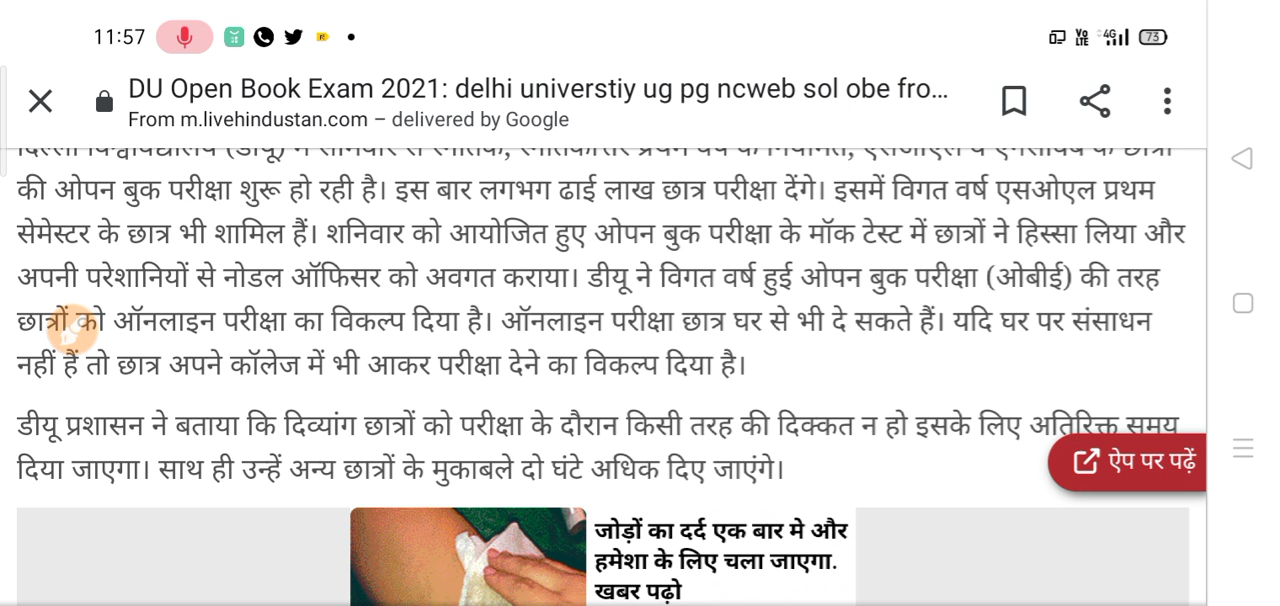 11:57
VO LTE 4G 73
DU Open Book Exam 2021: delhi universtiy ug pg ncweb sol obe fro...
From m.livehindustan.com – delivered by Google
की ओपन बुक परीक्षा शुरू हो रही है। इस बार लगभग ढाई लाख छात्र परीक्षा देंगे। इसमें विगत वर्ष एसओएल प्रथम
सेमेस्टर के छात्र भी शामिल हैं। शनिवार को आयोजित हुए ओपन बुक परीक्षा के मॉक टेस्ट में छात्रों ने हिस्सा लिया और
अपनी परेशानियों से नोडल ऑफिसर को अवगत कराया। डीयू ने विगत वर्ष हुई ओपन बुक परीक्षा (ओबीई) की तरह
छात्रों को ऑनलाइन परीक्षा का विकल्प दिया है। ऑनलाइन परीक्षा छात्र घर से भी दे सकते हैं। यदि घर पर संसाधन
नहीं हैं तो छात्र अपने कॉलेज में भी आकर परीक्षा देने का विकल्प दिया है।
डीयू प्रशासन ने बताया कि दिव्यांग छात्रों को परीक्षा के दौरान किसी तरह की दिक्कत न हो इसके लिए अतिरिक्त समय
दिया जाएगा। साथ ही उन्हें अन्य छात्रों के मुकाबले दो घंटे अधिक दिए जाएंगे।
ऐप पर पढ़ें
जोड़ों का दर्द एक बार मे और
हमेशा के लिए चला जाएगा.
खबर पढ़ो